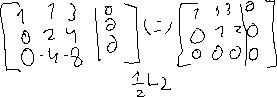 [1 1 3 | 0] (=) [1 1 3 | 0]
[0 2 4 | 0] [0 1 2 | 0]
[0 -4 -8 | 0] [0 0 0 | 0]
1/2 L2